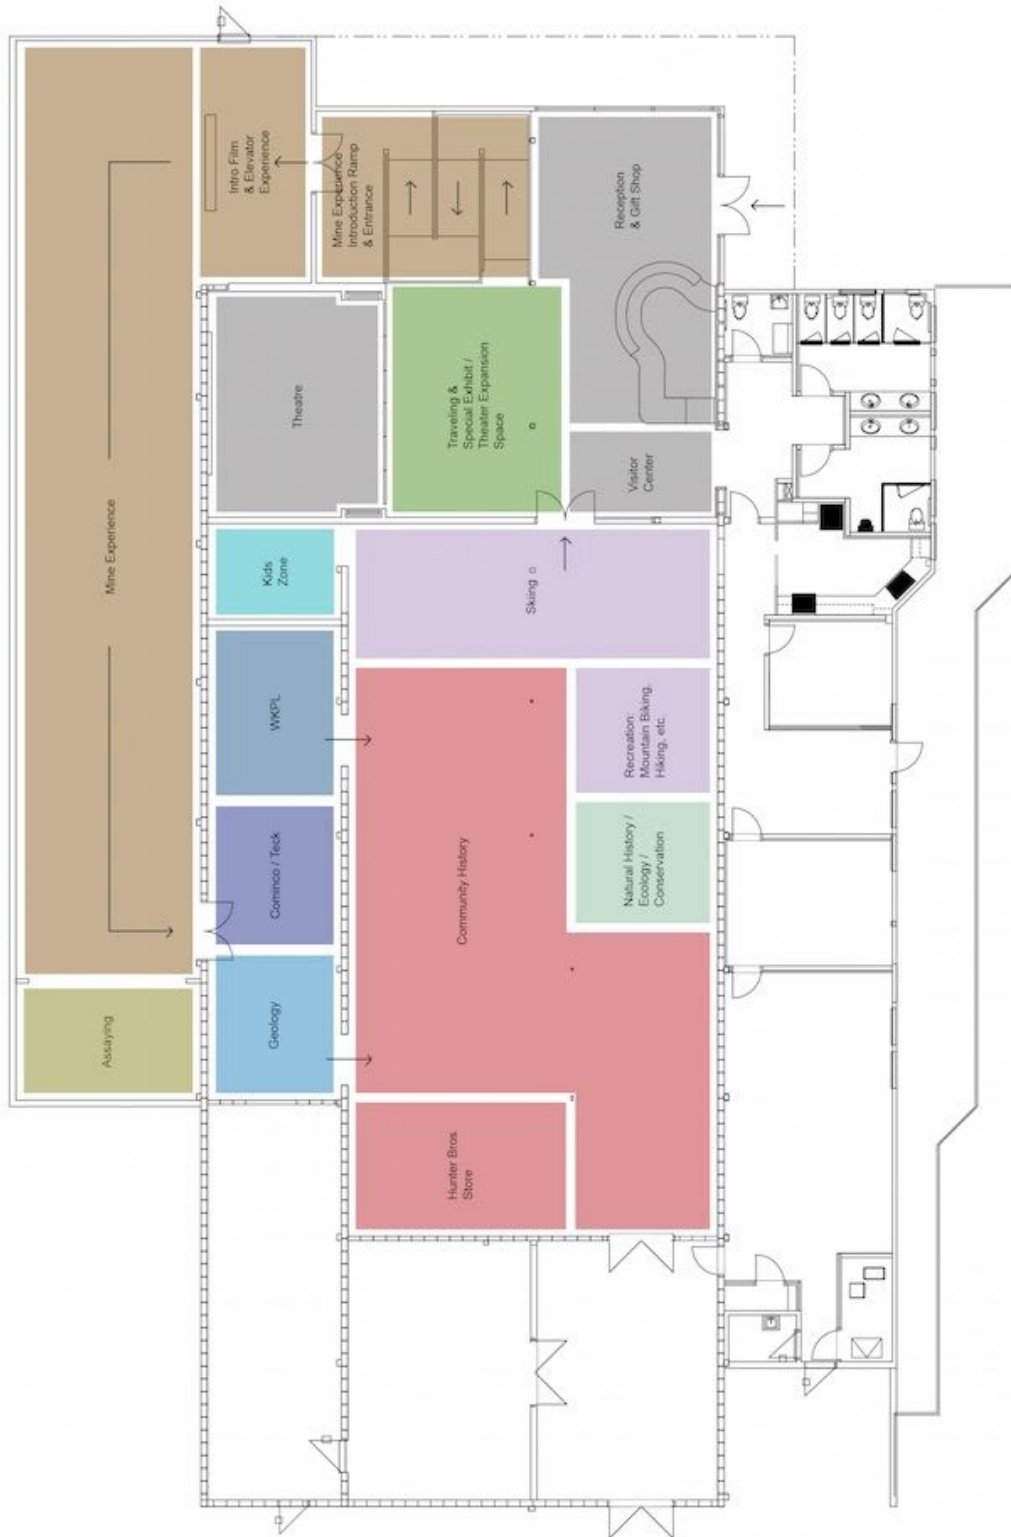 Intro Film
& Elevator
Experience
Mine Experience
Introduction Ramp
& Entrance
Reception
& Gift Shop
Theatre
Traveling &
Special Exhibit /
Theater Expansion
Space
Visitor
Center
Mine Experience
Kids
Zone
Skiing
WKPL
Recreation:
Mountain Biking,
Hiking, etc.
Cominco / Teck
Community History
Natural History /
Ecology /
Conservation
Assaying
Geology
Hunter Bros.
Store